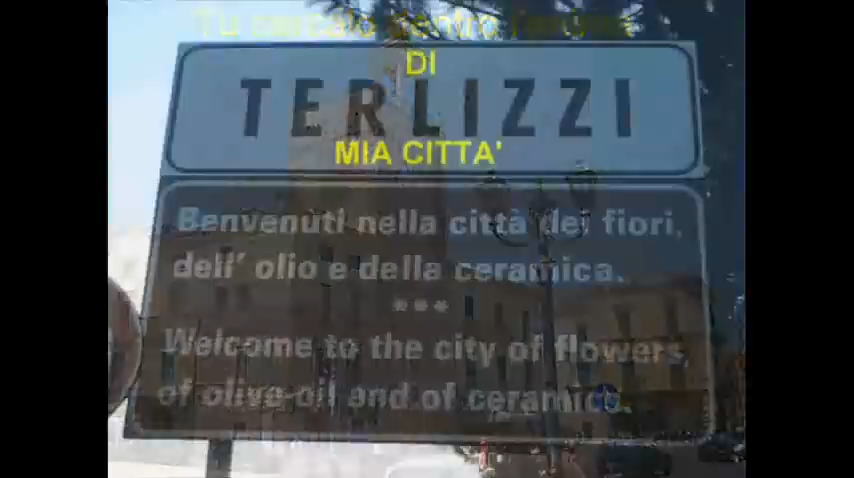 Tu
DI
TERLIZZI
MIA CITTA'
Benvenuti nella città dei fiori,
dell' olio e della ceramica.
***
Welcome to the city of flowers,
of olive oil and of ceramics.